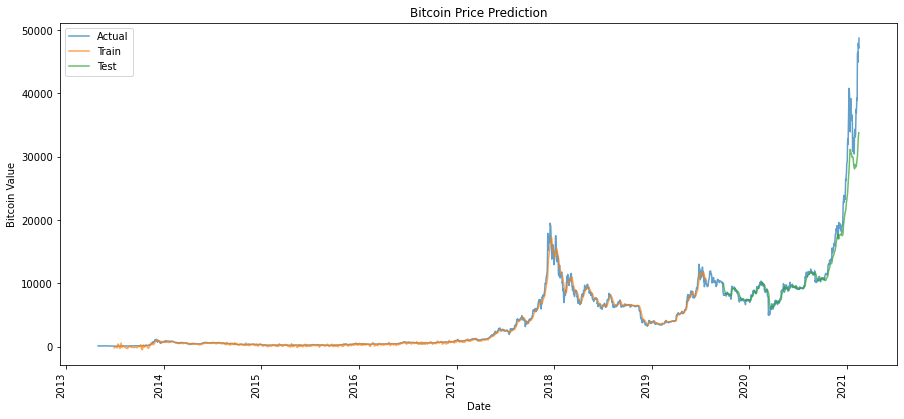 Bitcoin Price Prediction
Actual
Train
Test
50000
40000
30000
20000
10000
0
Bitcoin Value
2013
2014
2015
2016
2017
2018
2019
2020
2021
Date